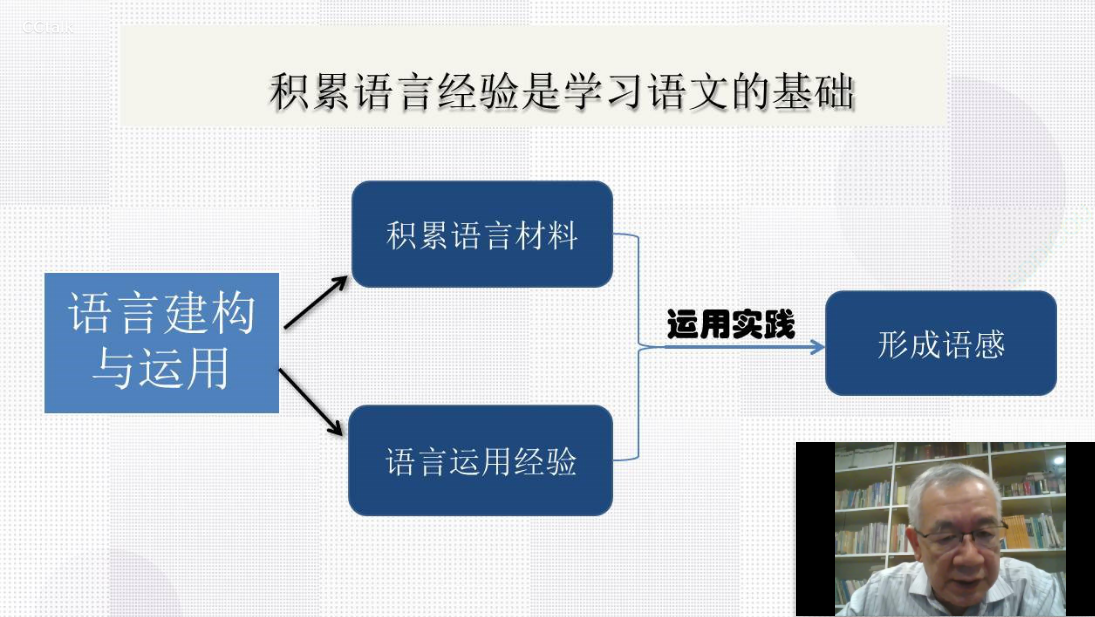 CCtalk
积累语言经验是学习语文的基础
积累语言材料
语言建构
与运用
运用实践
形成语感
语言运用经验